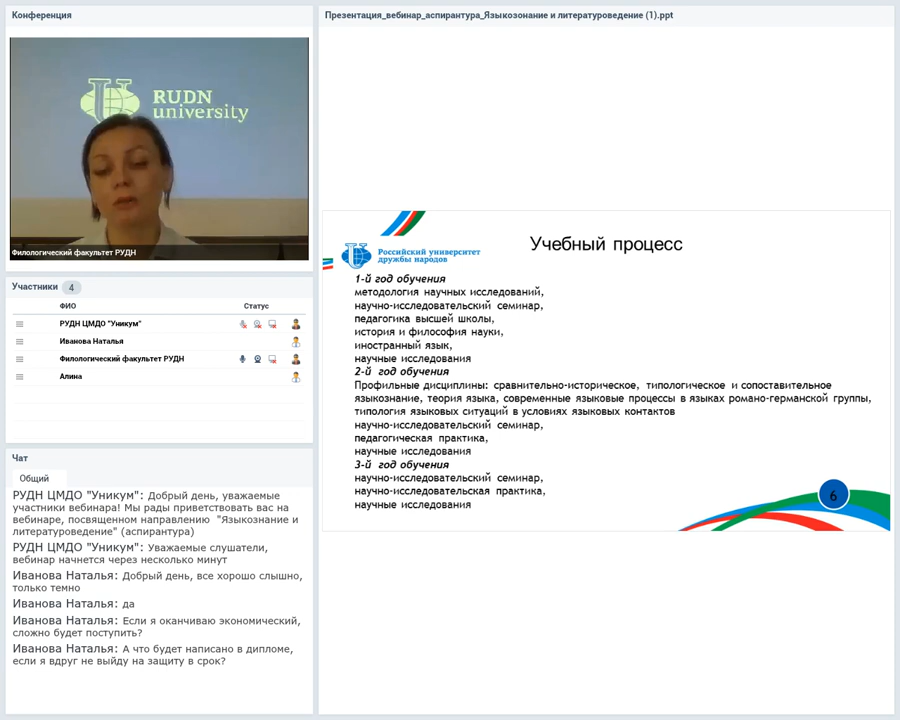 Конференция
RUDN
university
Филологический факультет РУДН
Участники 4
ФИО Статус
РУДН ЦМДО "Уникум"
Иванова Наталья
Филологический факультет РУДН
Алина
Чат
Общий
РУДН ЦМДО "Уникум": Добрый день, уважаемые
участники вебинара! Мы рады приветствовать вас на
вебинаре, посвященном направлению "Языкознание и
литературоведение" (аспирантура)
РУДН ЦМДО "Уникум": Уважаемые слушатели,
вебинар начнется через несколько минут
Иванова Наталья: Добрый день, все хорошо слышно,
только темно
Иванова Наталья: да
Иванова Наталья: Если я оканчиваю экономический,
сложно будет поступить?
Иванова Наталья: А что будет написано в дипломе,
если я вдруг не выйду на защиту в срок?
Презентация_вебинар_аспирантура_Языкозонание и литературоведение (1).ppt
Российский университет
дружбы народов
Учебный процесс
1-й год обучения
методология научных исследований,
научно-исследовательский семинар,
педагогика высшей школы,
история и философия науки,
иностранный язык,
научные исследования
2-й год обучения
Профильные дисциплины: сравнительно-историческое, типологическое и сопоставительное
языкознание, теория языка, современные языковые процессы в языках романо-германской группы,
типология языковых ситуаций в условиях языковых контактов
научно-исследовательский семинар,
педагогическая практика,
научные исследования
3-й год обучения
научно-исследовательский семинар,
научно-исследовательская практика,
научные исследования
6